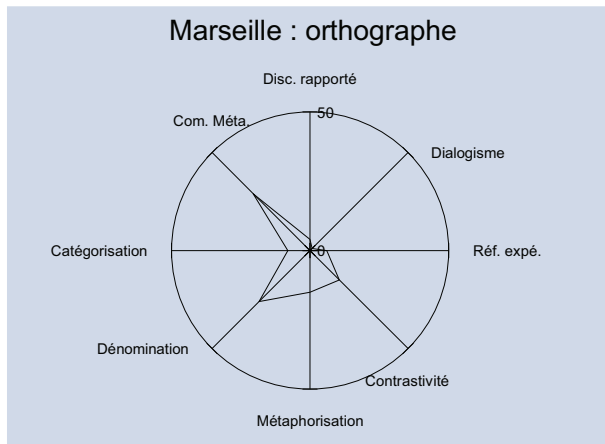 Marseille : orthographe
Disc. rapporté
50
Com. Méta.
Dialogisme
Catégorisation
0
Réf. expé.
Dénomination
Contrastivité
Métaphorisation